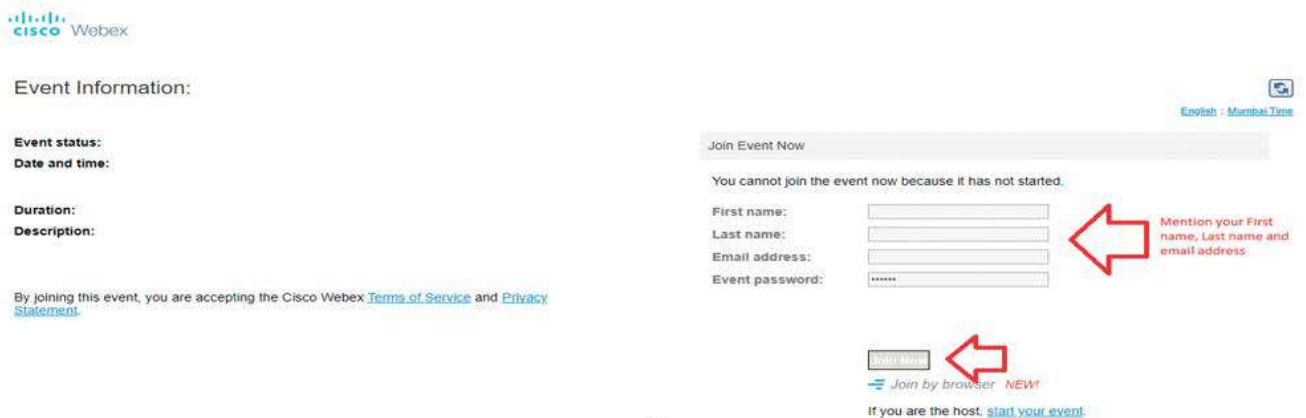 cisco Webex
Event Information:
English : Mumbai Time
Event status:
Date and time:
Duration:
Description:
By joining this event, you are accepting the Cisco Webex Terms of Service and Privacy
Statement.
Join Event Now
You cannot join the event now because it has not started.
First name:
Last name:
Email address:
Event password:
Mention your First
name, Last name and
email address
Join Now
Join by browser NEW!
If you are the host, start your event.